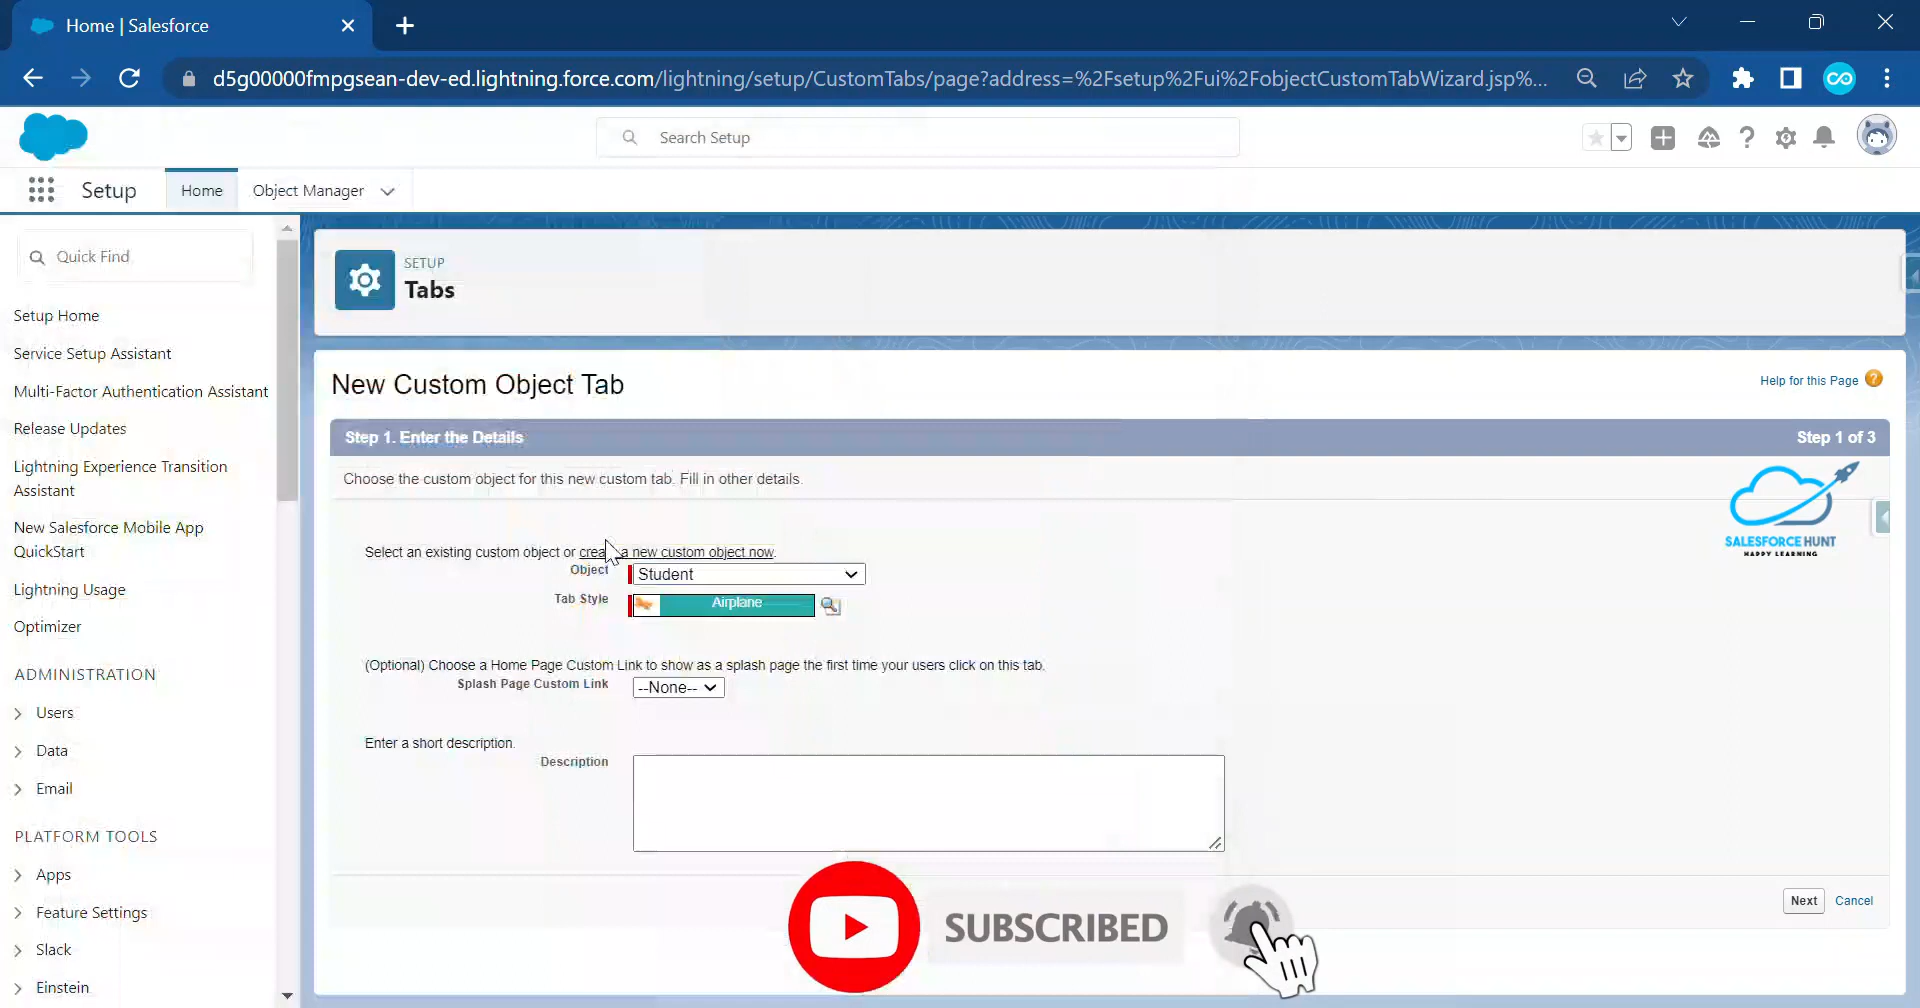 Home | Salesforce
d5g00000fmpgsean-dev-ed.lightning.force.com/lightning/setup/CustomTabs/page?address=%2Fsetup%2Fui%2FobjectCustomTabWizard.jsp%...
Search Setup
Setup
Home
Object Manager
Quick Find
SETUP
Tabs
Setup Home
Service Setup Assistant
Multi-Factor Authentication Assistant
Release Updates
Lightning Experience Transition
Assistant
New Salesforce Mobile App
QuickStart
Lightning Usage
Optimizer
ADMINISTRATION
Users
Data
Email
PLATFORM TOOLS
Apps
Feature Settings
Slack
Einstein
New Custom Object Tab
Help for this Page
Step 1. Enter the Details
Step 1 of 3
Choose the custom object for this new custom tab. Fill in other details.
SALESFORCE HUNT
HAPPY LEARNING
Select an existing custom object or create a new custom object now.
Object
Student
Tab Style
Airplane
(Optional) Choose a Home Page Custom Link to show as a splash page the first time your users click on this tab.
Splash Page Custom Link
--None--
Enter a short description.
Description
Next
Cancel
SUBSCRIBED